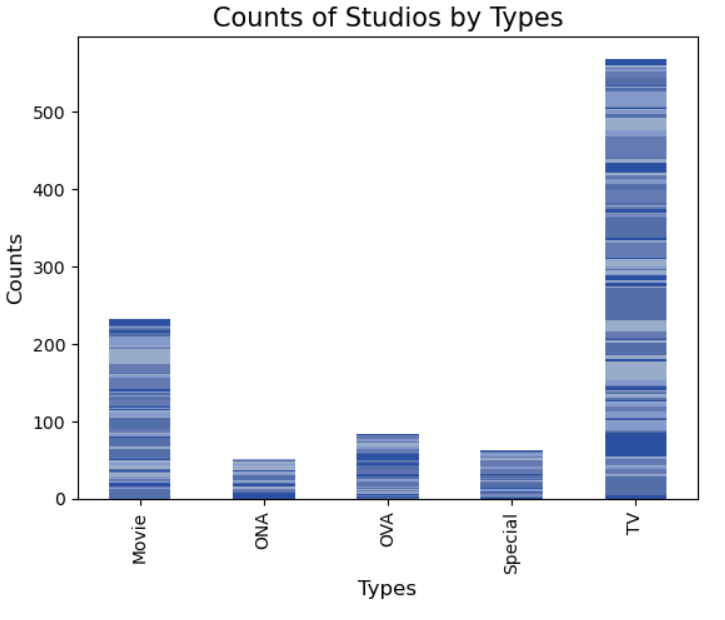 Counts of Studios by Types
Counts
500
400
300
200
100
0
Movie
ONA
OVA
Special
TV
Types